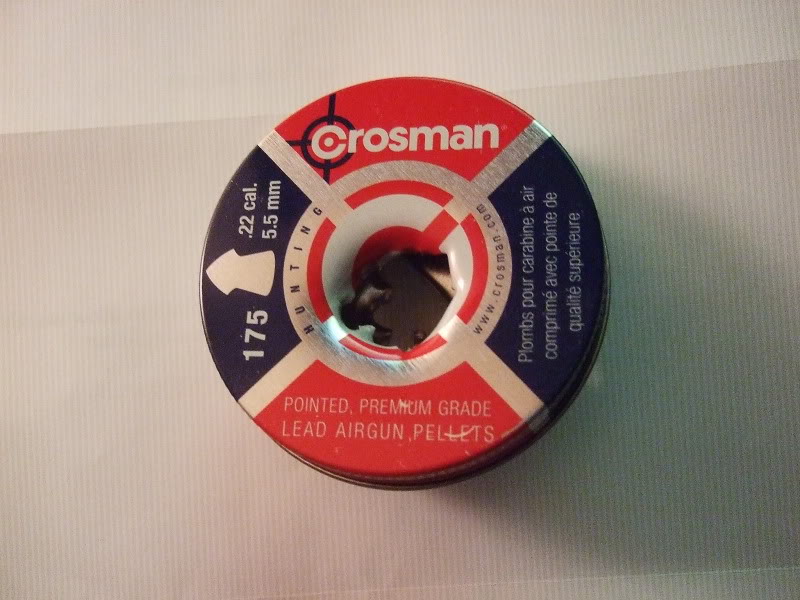 Crosman
.22 cal.
5.5 mm
175
HUNTING
www.crosman.com
Plombs pour carabine à air
comprimé avec pointe de
qualité supérieure
POINTED, PREMIUM GRADE
LEAD AIRGUN PELLETS